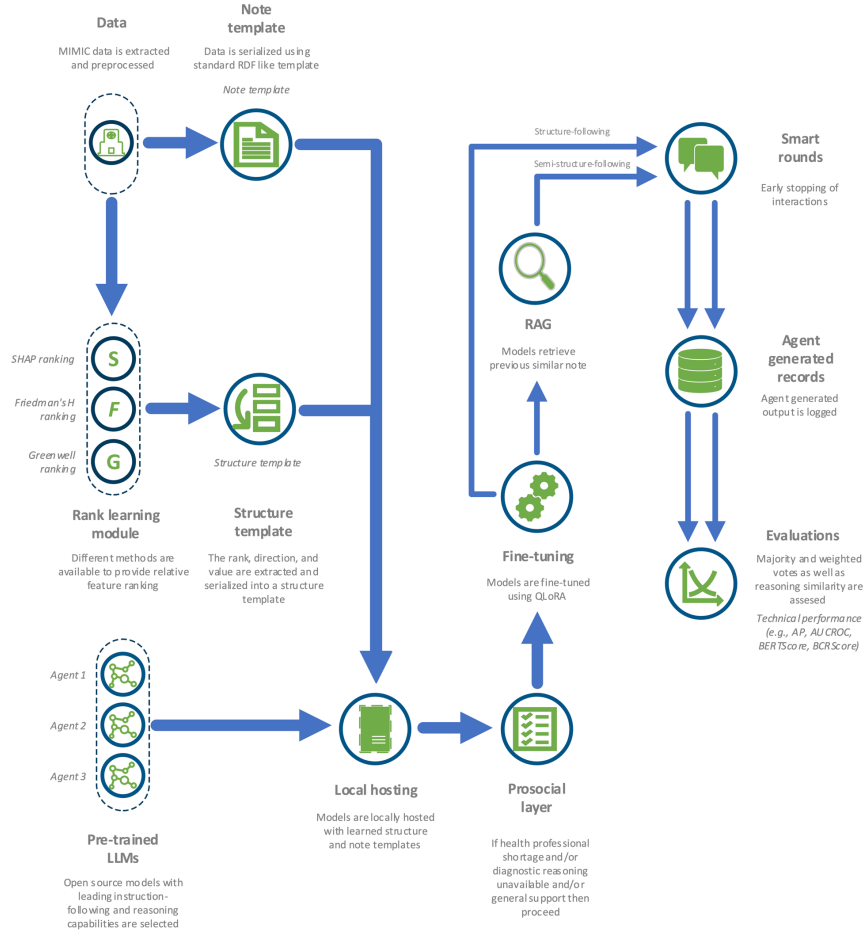 Data
MIMIC data is extracted
and preprocessed
Note
template
Data is serialized using
standard RDF like template
Note template
SHAP ranking
S
Friedman's H
ranking
F
Greenwell
ranking
G
Rank learning
module
Different methods are
available to provide relative
feature ranking
Structure template
Structure
template
The rank, direction, and
value are extracted and
serialized into a structure
template
Agent 1
Agent 2
Agent 3
Pre-trained
LLMs
Open source models with
leading instruction-
following and reasoning
capabilities are selected
Local hosting
Models are locally hosted
with learned structure
and note templates
Prosocial
layer
If health professional
shortage and/or
diagnostic reasoning
unavailable and/or
general support then
proceed
Fine-tuning
Models are fine-tuned
using QLoRA
RAG
Models retrieve
previous similar note
Structure-following
Semi-structure-following
Smart
rounds
Early stopping of
interactions
Agent
generated
records
Agent generated
output is logged
Evaluations
Majority and weighted
votes as well as
reasoning similarity are
assesed
Technical performance
(e.g., AP, AUCROC,
BERTScore, BCRScore)